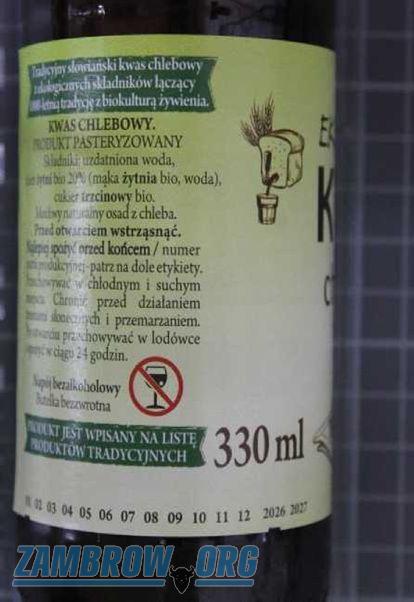 Tradycyjny słowiański kwas chlebowy
z ekologicznych składników łączący
-letnią tradycję z biokulturą żywienia.
KWAS CHLEBOWY.
PRODUKT PASTERYZOWANY
Składniki: uzdatniona woda,
żytni bio 20% (mąka żytnia bio, woda),
cukier trzcinowy bio.
Możliwy naturalny osad z chleba.
Przed otwarciem wstrząsnąć.
Najlepiej spożyć przed końcem / numer
partii produkcyjnej-patrz na dole etykiety.
Przechowywać w chłodnym i suchym
miejscu. Chronić przed działaniem
promieni słonecznych i przemarzaniem.
Po otwarciu przechowywać w lodówce
i spożyć w ciągu 24 godzin.
Napój bezalkoholowy
Butelka bezzwrotna
PRODUKT JEST WPISANY NA LISTĘ
PRODUKTÓW TRADYCYJNYCH
330 ml
01 02 03 04 05 06 07 08 09 10 11 12 2026 2027
ZAMBROW.ORG